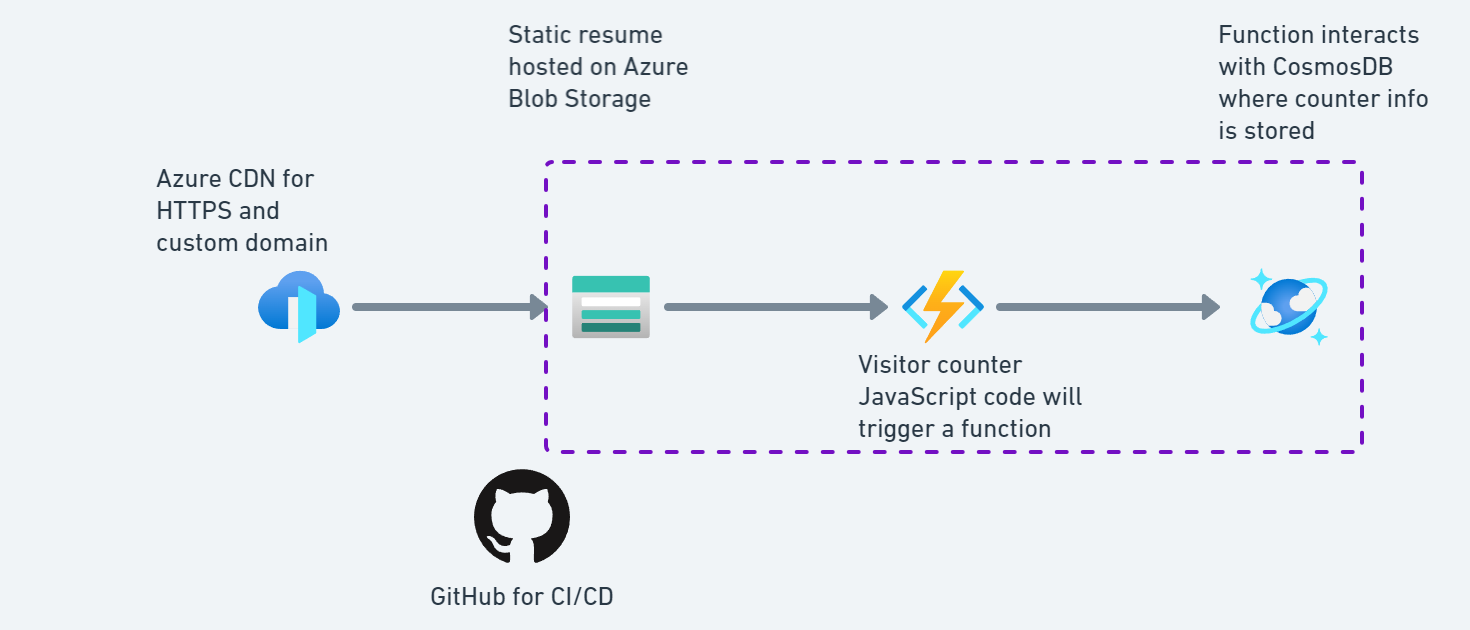 Static resume
hosted on Azure
Blob Storage
Function interacts
with CosmosDB
where counter info
is stored
Azure CDN for
HTTPS and
custom domain
Visitor counter
JavaScript code will
trigger a function
GitHub for CI/CD